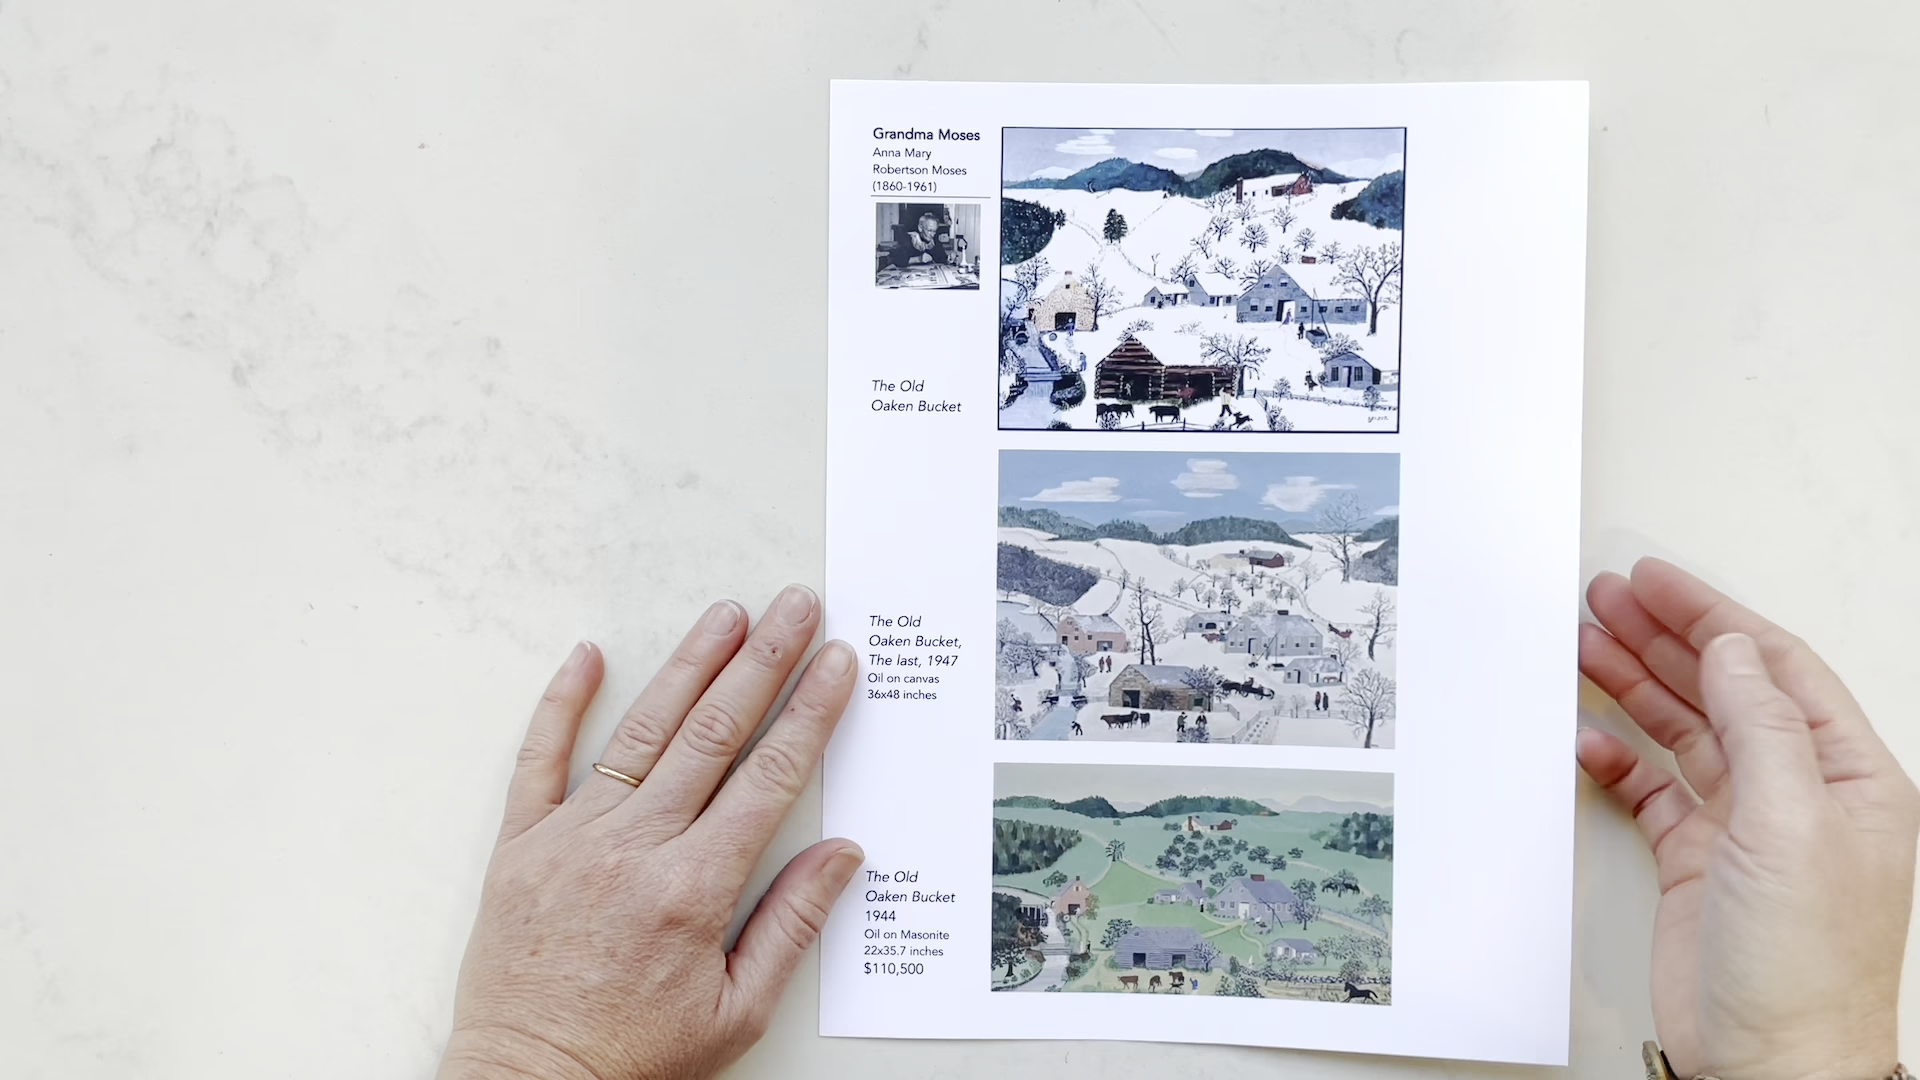 Grandma Moses
Anna Mary
Robertson Moses
(1860-1961)
The Old
Oaken Bucket
The Old
Oaken Bucket,
The last, 1947
Oil on canvas
36x48 inches
The Old
Oaken Bucket
1944
Oil on Masonite
22x35.7 inches
$110,500